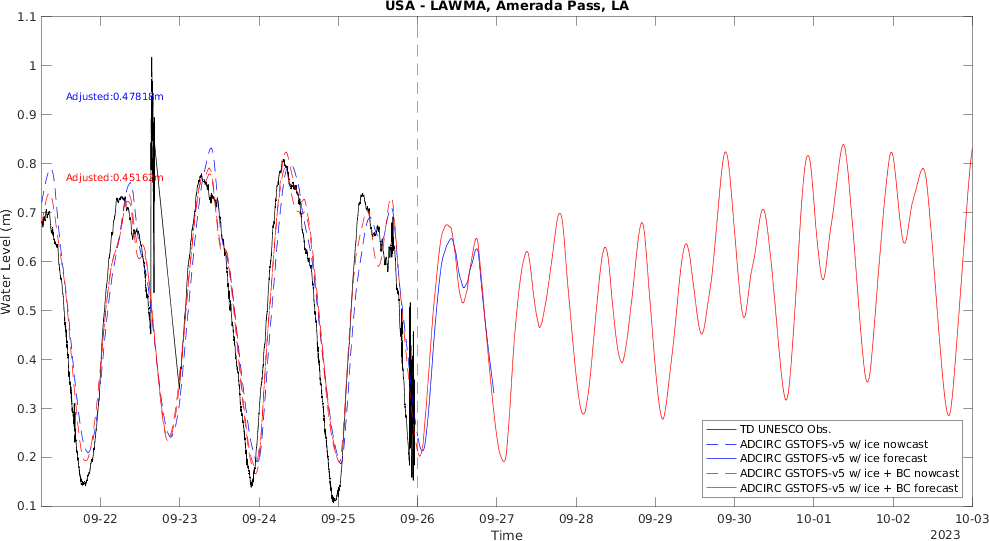 USA - LAWMA, Amerada Pass, LA
1.1
1
0.9
0.8
0.7
0.6
0.5
0.4
0.3
0.2
0.1
Water Level (m)
Adjusted:0.47818m
Adjusted:0.45162m
TD UNESCO Obs.
ADCIRC GSTOFS-v5 w/ ice nowcast
ADCIRC GSTOFS-v5 w/ ice forecast
ADCIRC GSTOFS-v5 w/ ice + BC nowcast
ADCIRC GSTOFS-v5 w/ ice + BC forecast
09-22 09-23 09-24 09-25 09-26 09-27 09-28 09-29 09-30 10-01 10-02 10-03
Time
2023